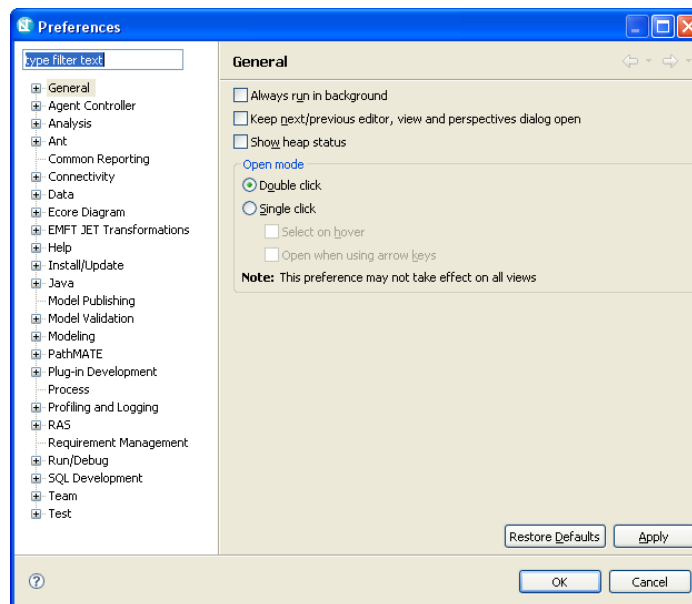 Preferences
type filter text
General
Agent Controller
Analysis
Ant
Common Reporting
Connectivity
Data
Ecore Diagram
EMFT JET Transformations
Help
Install/Update
Java
Model Publishing
Model Validation
Modeling
PathMATE
Plug-in Development
Process
Profiling and Logging
RAS
Requirement Management
Run/Debug
SQL Development
Team
Test
General
Always run in background
Keep next/previous editor, view and perspectives dialog open
Show heap status
Open mode
Double click
Single click
Select on hover
Open when using arrow keys
Note: This preference may not take effect on all views
Restore Defaults Apply
? OK Cancel